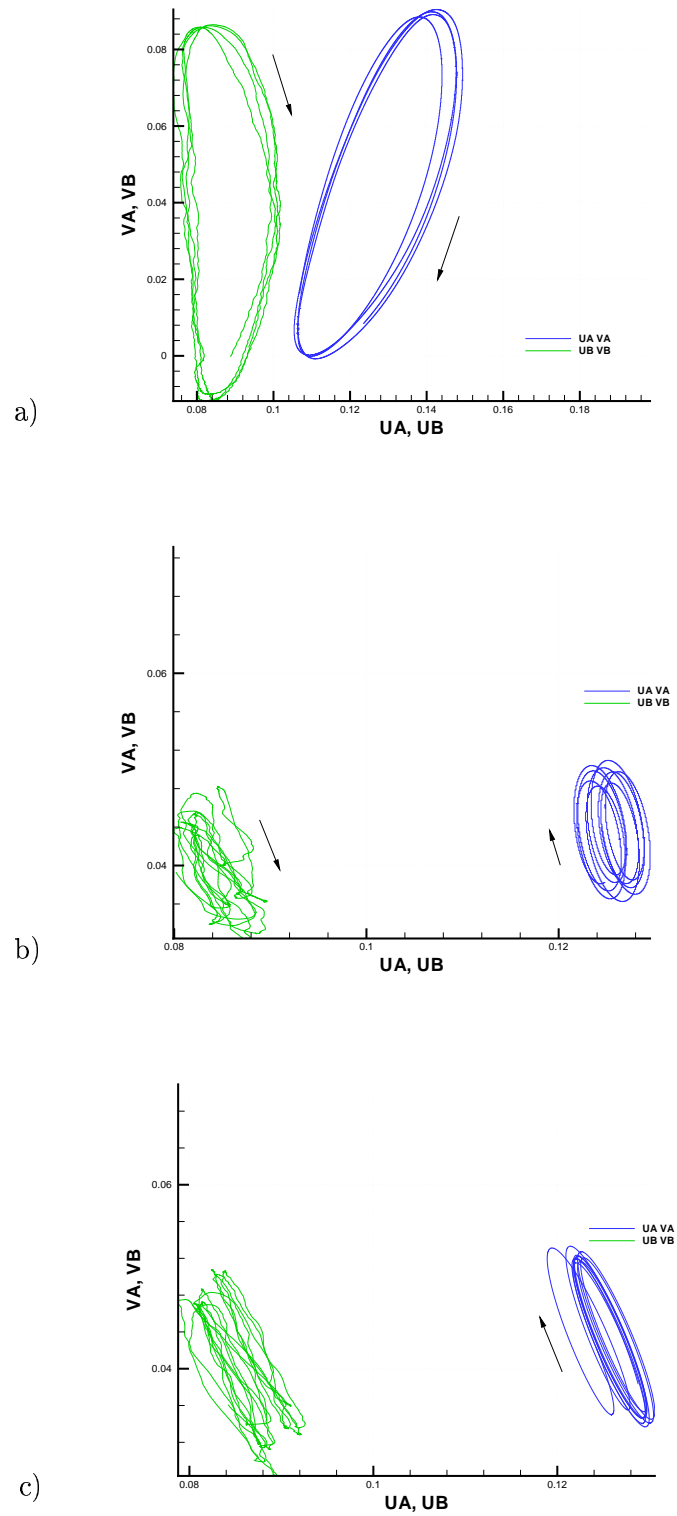 0.08
0.06
0.04
0.02
0
VA, VB
UA VA
UB VB
a)
0.08 0.1 0.12 0.14 0.16 0.18
UA, UB
0.06
0.04
VA, VB
UA VA
UB VB
b)
0.08 0.1 0.12
UA, UB
0.06
0.04
VA, VB
UA VA
UB VB
c)
0.08 0.1 0.12
UA, UB